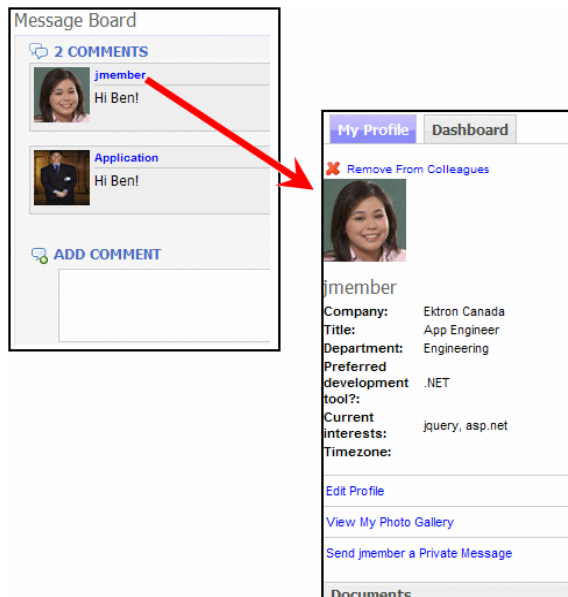 Message Board
2 COMMENTS
jmember
Hi Ben!
Application
Hi Ben!
ADD COMMENT
My Profile Dashboard
Remove From Colleagues
jmember
Company: Ektron Canada
Title: App Engineer
Department: Engineering
Preferred
development .NET
tool?:
Current
interests: jquery, asp.net
Timezone:
Edit Profile
View My Photo Gallery
Send jmember a Private Message
Documents